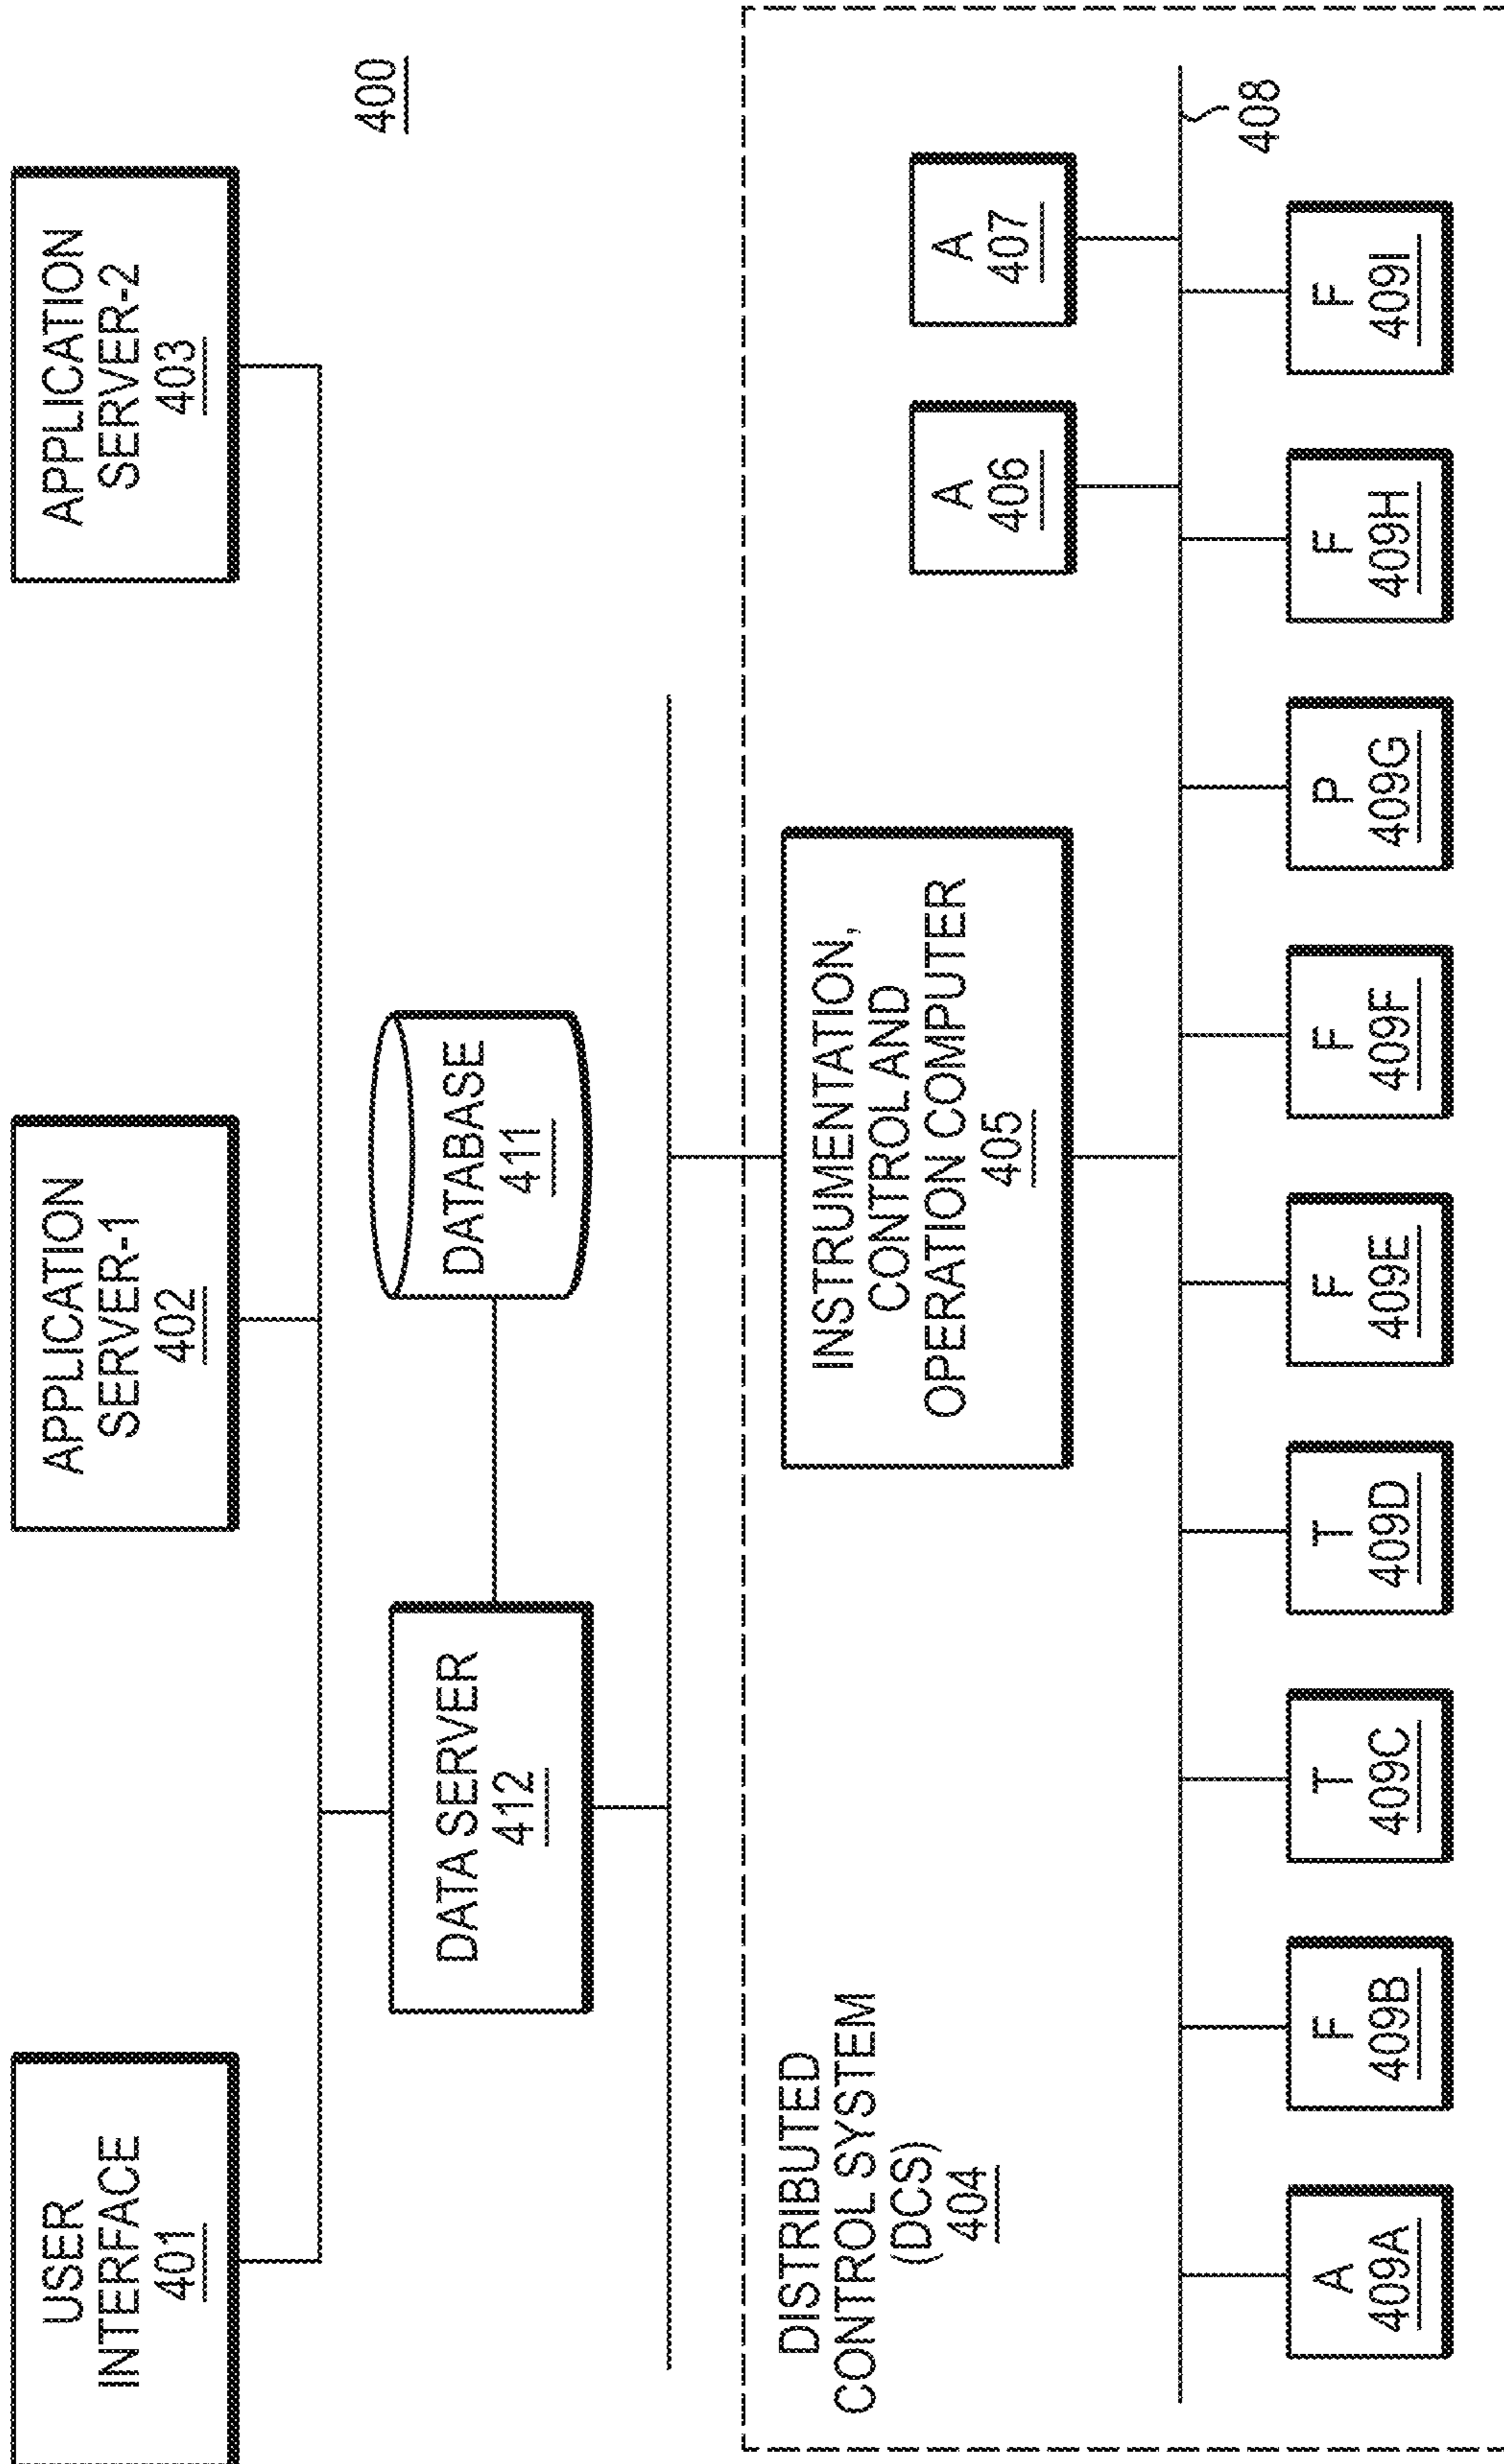 USER
INTERFACE
401
APPLICATION
SERVER-1
402
APPLICATION
SERVER-2
403
400
DATA SERVER
412
DATABASE
411
DISTRIBUTED
CONTROL SYSTEM
(DCS)
404
INSTRUMENTATION,
CONTROL AND
OPERATION COMPUTER
405
A
406
A
407
408
A
409A
F
409B
T
409C
T
409D
F
409E
F
409F
P
409G
F
409H
F
409I